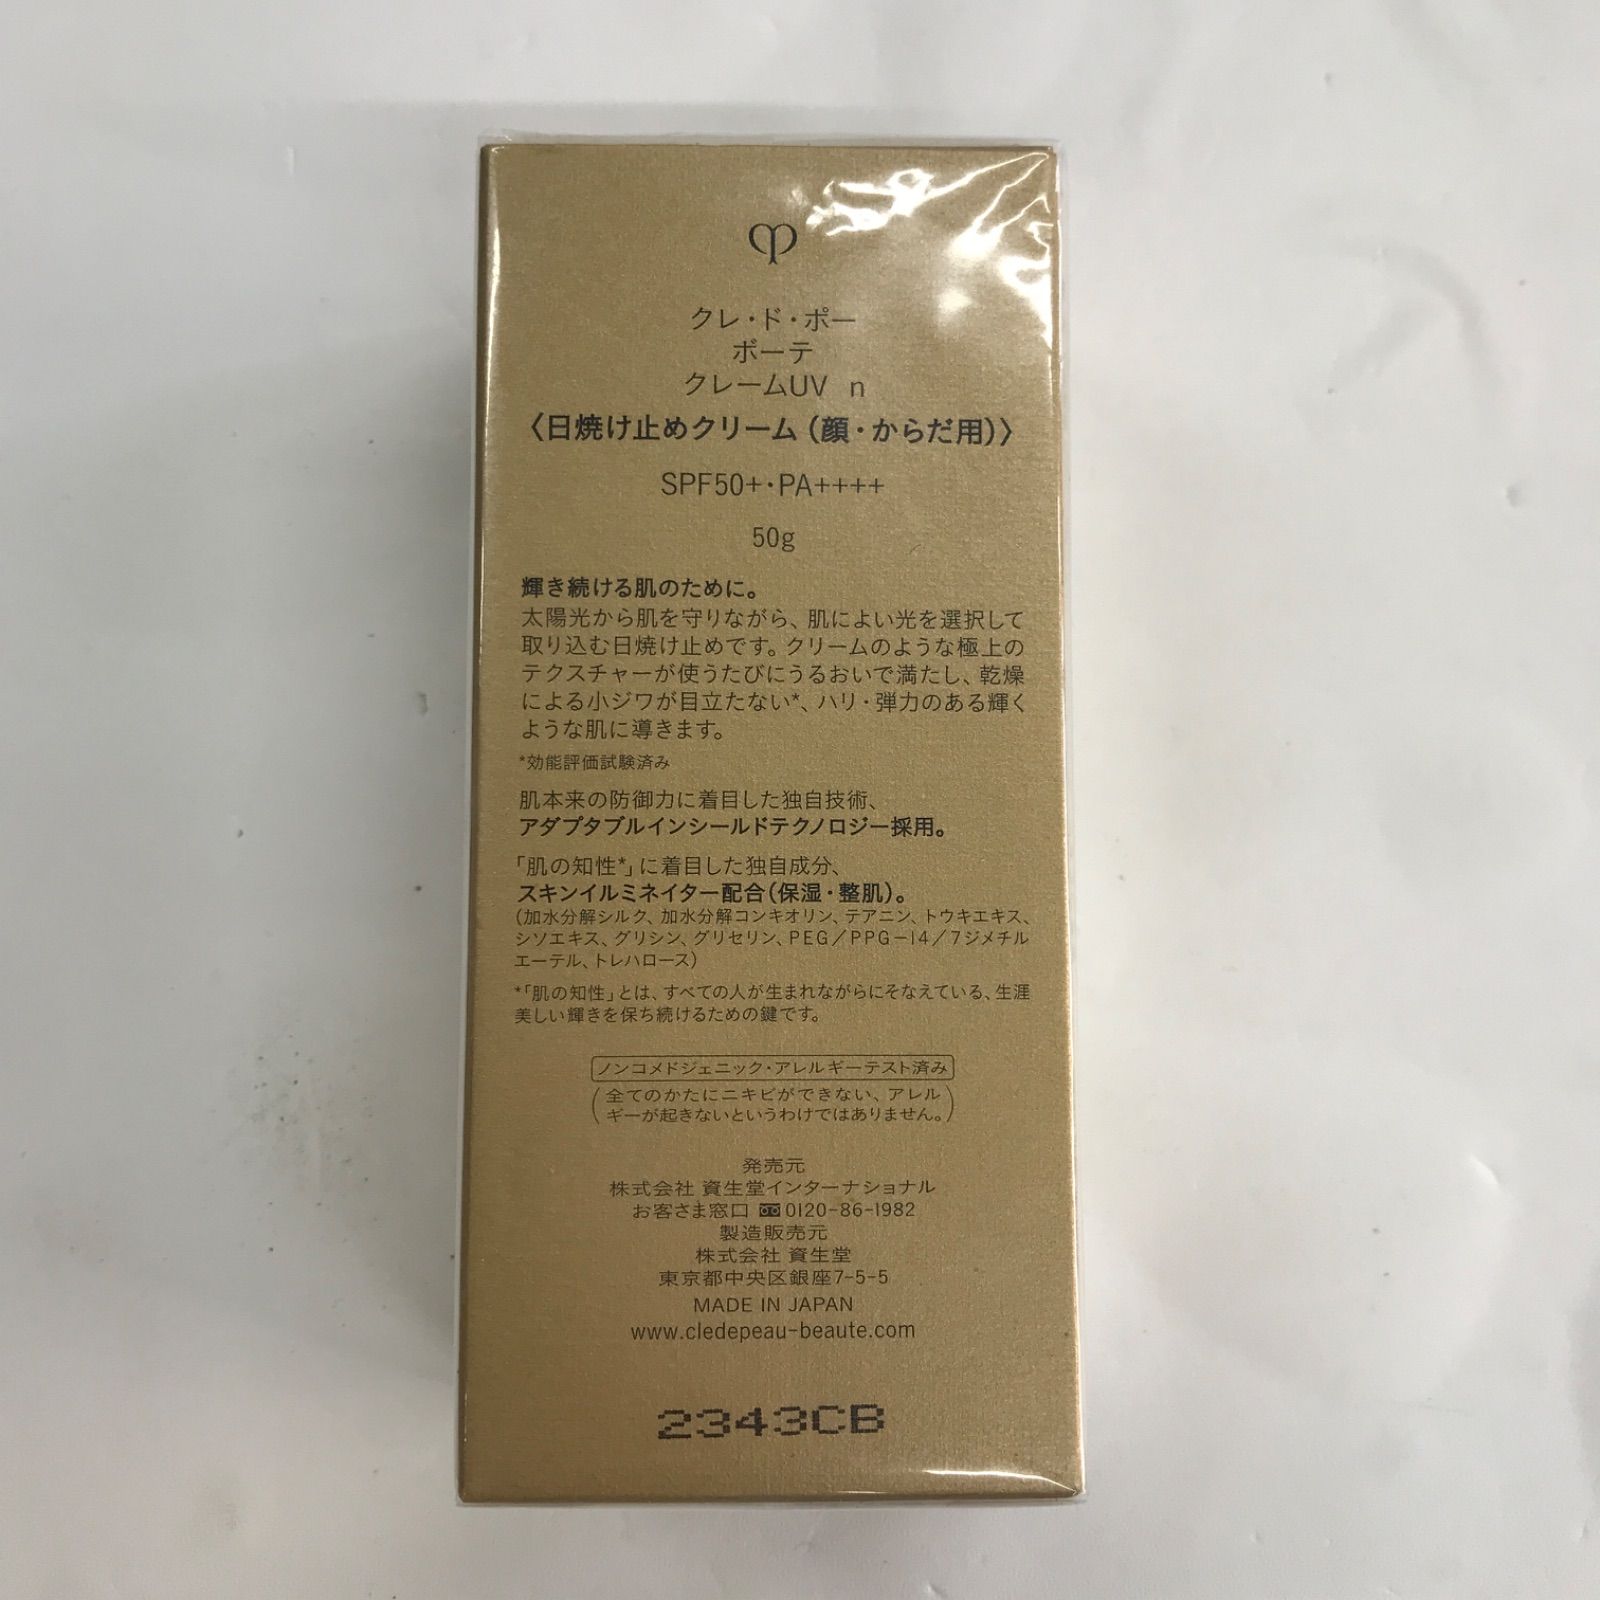 クレ・ド・ポー
ボーテ
クレームUV n
〈日焼け止めクリーム（顔・からだ用）〉
SPF50+・PA++++
50g
輝き続ける肌のために。
太陽光から肌を守りながら、肌によい光を選択して
取り込む日焼け止めです。クリームのような極上の
テクスチャーが使うたびにうるおいで満たし、乾燥
による小ジワが目立たない*、ハリ・弾力のある輝く
ような肌に導きます。
*効能評価試験済み
肌本来の防御力に着目した独自技術、
アダプタブルインシールドテクノロジー採用。
「肌の知性*」に着目した独自成分、
スキンイルミネイター配合（保湿・整肌）。
（加水分解シルク、加水分解コンキオリン、テアニン、トウキエキス、
シソエキス、グリシン、グリセリン、PEG／PPG－14／7ジメチル
エーテル、トレハロース）
*「肌の知性」とは、すべての人が生まれながらにそなえている、生涯
美しい輝きを保ち続けるための鍵です。
ノンコメドジェニック・アレルギーテスト済み
（全てのかたにニキビができない、アレル
ギーが起きないというわけではありません。）
発売元
株式会社 資生堂インターナショナル
お客さま窓口 0120-86-1982
製造販売元
株式会社 資生堂
東京都中央区銀座7-5-5
MADE IN JAPAN
www.cledepeau-beaute.com
2343CB